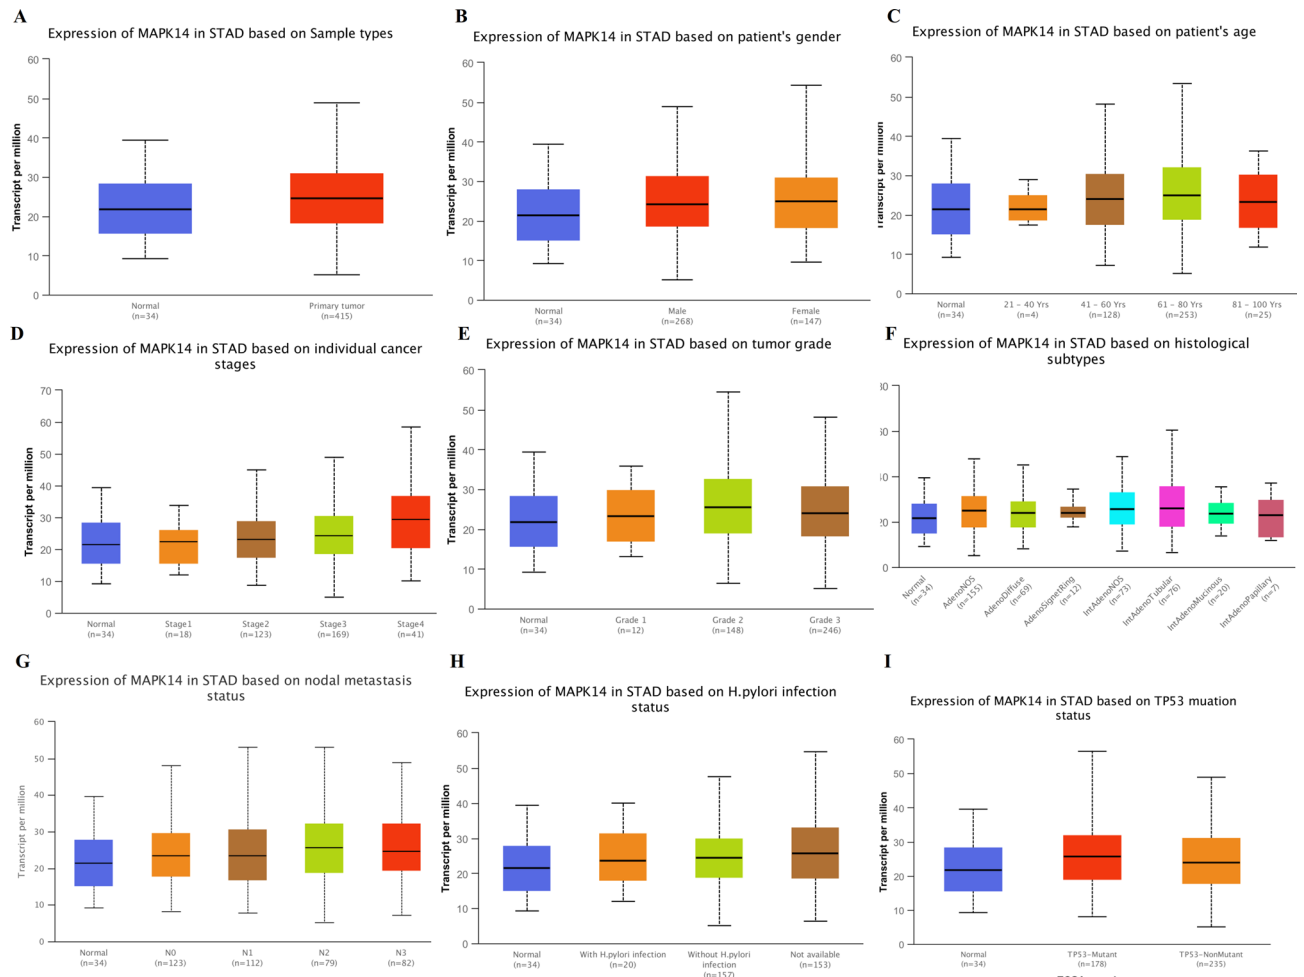 A
Expression of MAPK14 in STAD based on Sample types
Transcript per million
60
50
40
30
20
10
0
Normal
(n=34)
Primary tumor
(n=415)
B
Expression of MAPK14 in STAD based on patient's gender
Transcript per million
60
50
40
30
20
10
0
Normal
(n=34)
Male
(n=268)
Female
(n=147)
C
Expression of MAPK14 in STAD based on patient's age
Transcript per million
60
50
40
30
20
10
0
Normal
(n=34)
21 – 40 Yrs
(n=4)
41 – 60 Yrs
(n=128)
61 – 80 Yrs
(n=253)
81 – 100 Yrs
(n=25)
D
Expression of MAPK14 in STAD based on individual cancer
stages
Transcript per million
70
60
50
40
30
20
10
0
Normal
(n=34)
Stage1
(n=18)
Stage2
(n=123)
Stage3
(n=169)
Stage4
(n=41)
E
Expression of MAPK14 in STAD based on tumor grade
Transcript per million
60
50
40
30
20
10
0
Normal
(n=34)
Grade 1
(n=12)
Grade 2
(n=148)
Grade 3
(n=246)
F
Expression of MAPK14 in STAD based on histological
subtypes
80
60
40
20
0
Normal
(n=34)
AdenoNOS
(n=155)
AdenoDiffuse
(n=69)
AdenoSignetRing
(n=12)
IntAdenoNOS
(n=73)
IntAdenoTubular
(n=76)
IntAdenoMucinous
(n=20)
IntAdenoPapillary
(n=7)
G
Expression of MAPK14 in STAD based on nodal metastasis
status
Transcript per million
60
50
40
30
20
10
0
Normal
(n=34)
N0
(n=123)
N1
(n=112)
N2
(n=79)
N3
(n=82)
H
Expression of MAPK14 in STAD based on H.pylori infection
status
Transcript per million
60
50
40
30
20
10
0
Normal
(n=34)
With H.pylori infection
(n=20)
Without H.pylori
infection
(n=157)
Not available
(n=153)
I
Expression of MAPK14 in STAD based on TP53 muation
status
Transcript per million
60
50
40
30
20
10
0
Normal
(n=34)
TP53-Mutant
(n=178)
TP53-NonMutant
(n=235)